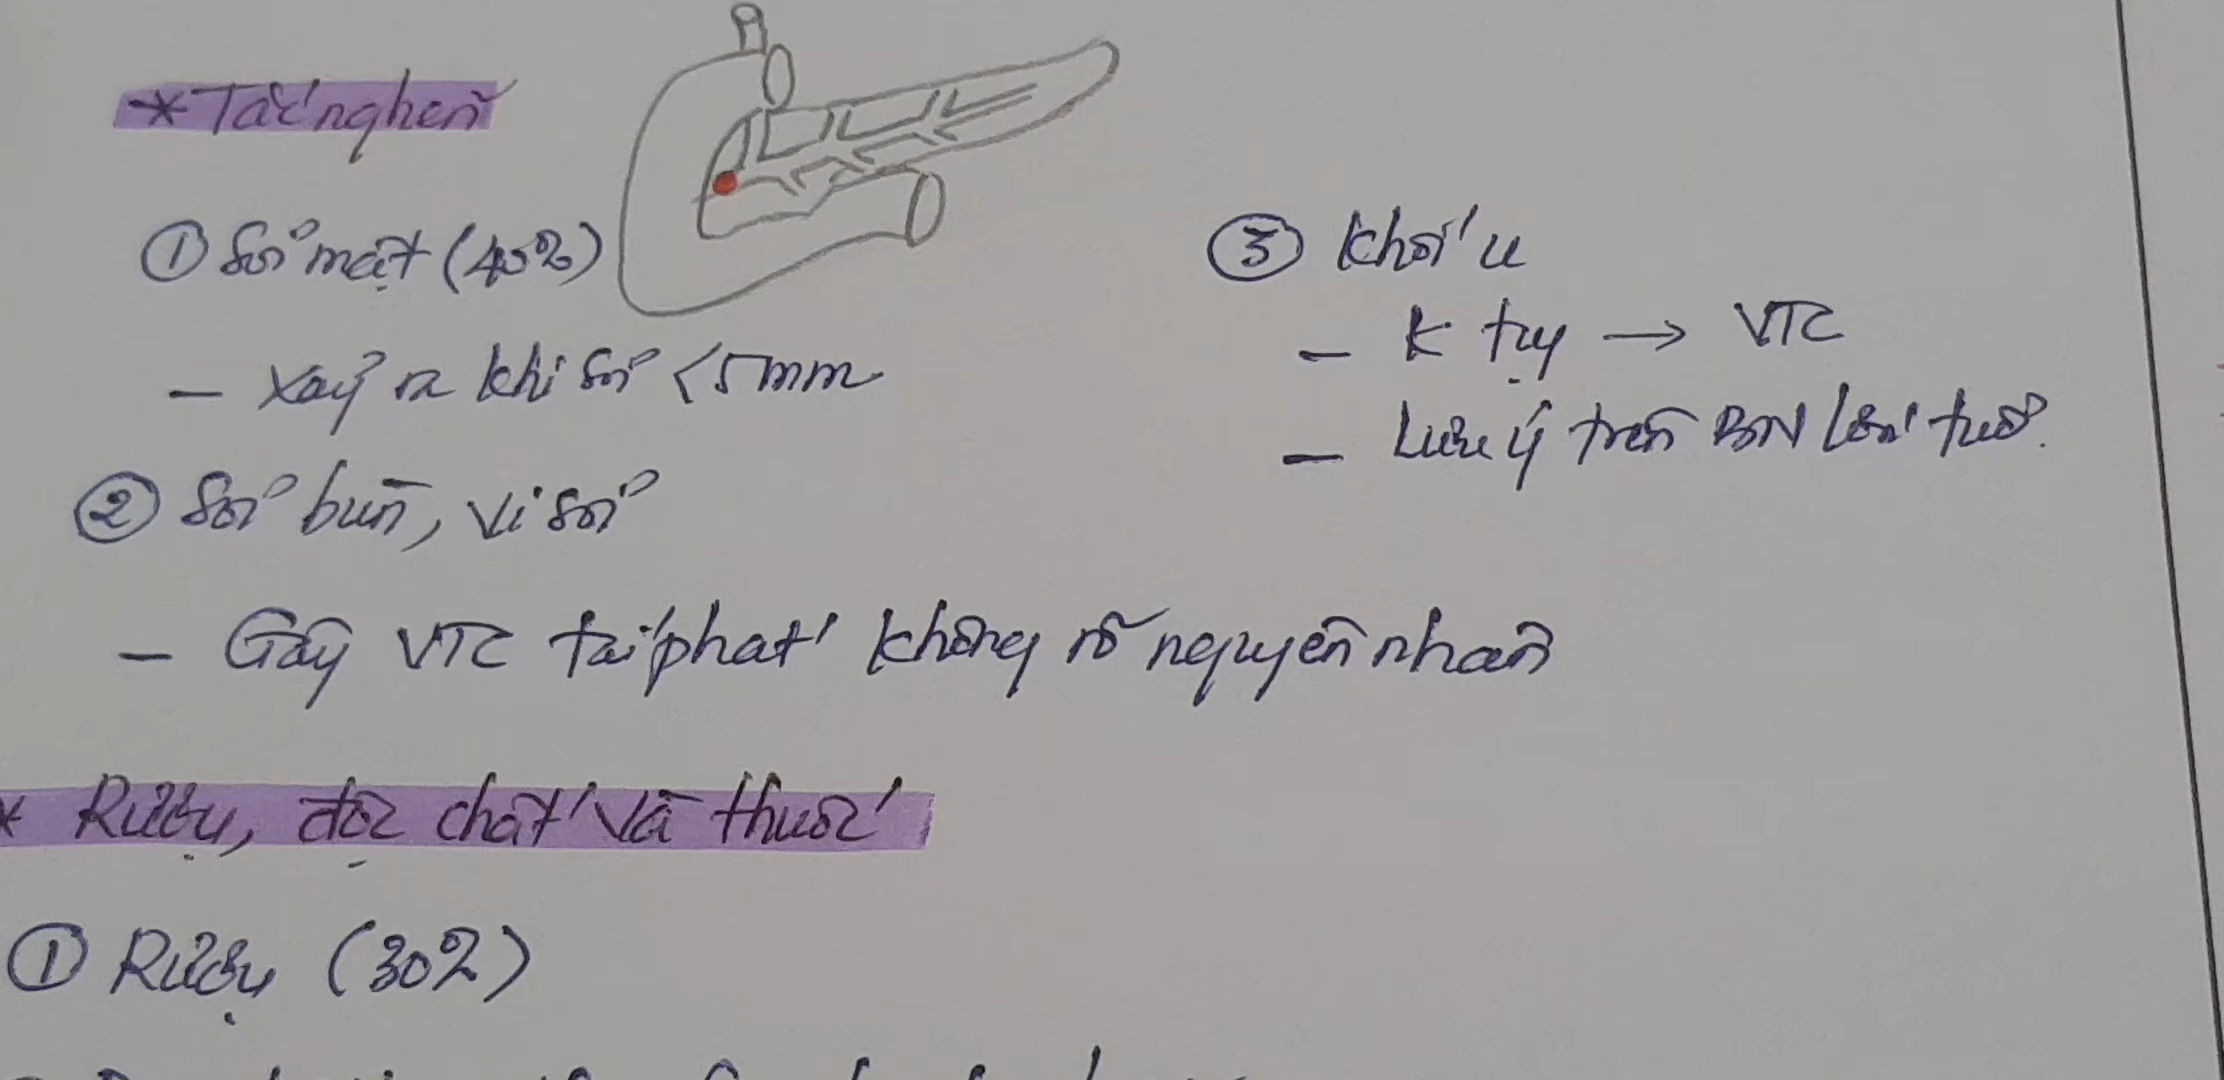 * Tắc nghẽn
① Sỏi mật (45%)
- Xảy ra khi sỏi <5mm
② Sỏi bùn, vi sỏi
- Gây VTC tái phát không rõ nguyên nhân
③ Khối u
- K tụy → VTC
- Lưu ý trên BN lớn tuổi.
* Rượu, độc chất và thuốc
① Rượu (30%)